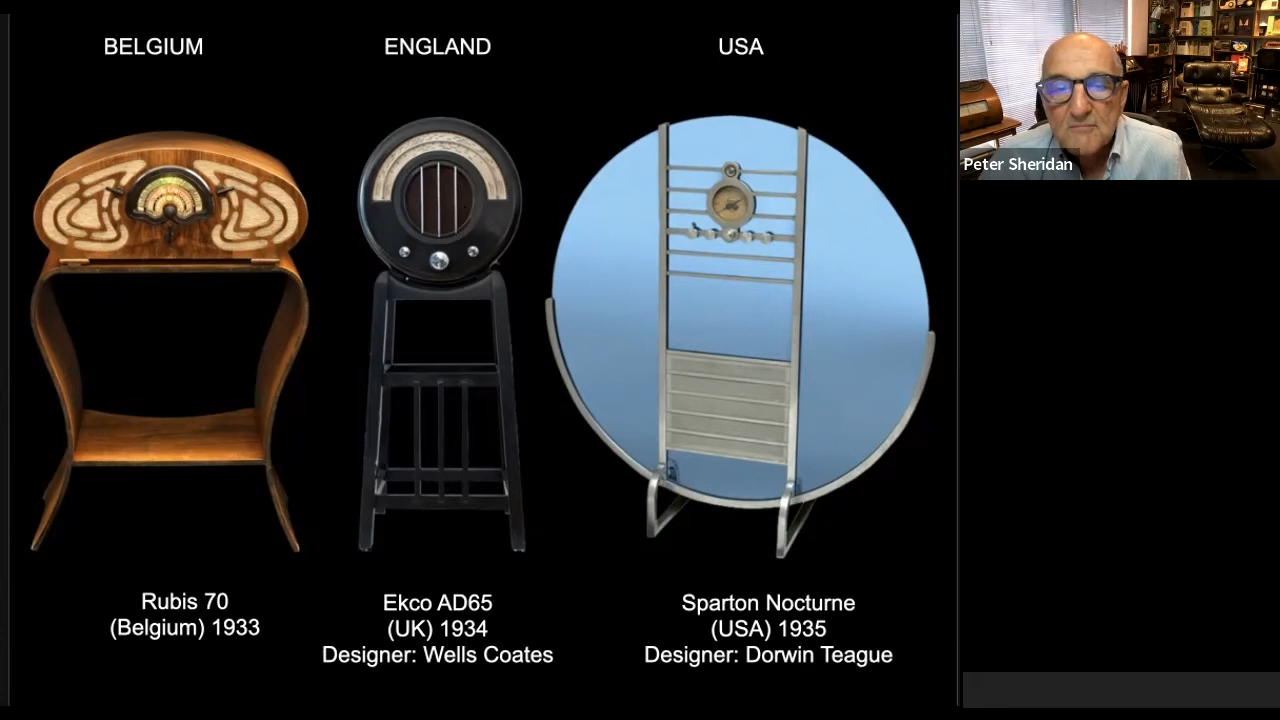 BELGIUM
ENGLAND
USA
Peter Sheridan
Rubis 70
(Belgium) 1933
Ekco AD65
(UK) 1934
Designer: Wells Coates
Sparton Nocturne
(USA) 1935
Designer: Dorwin Teague